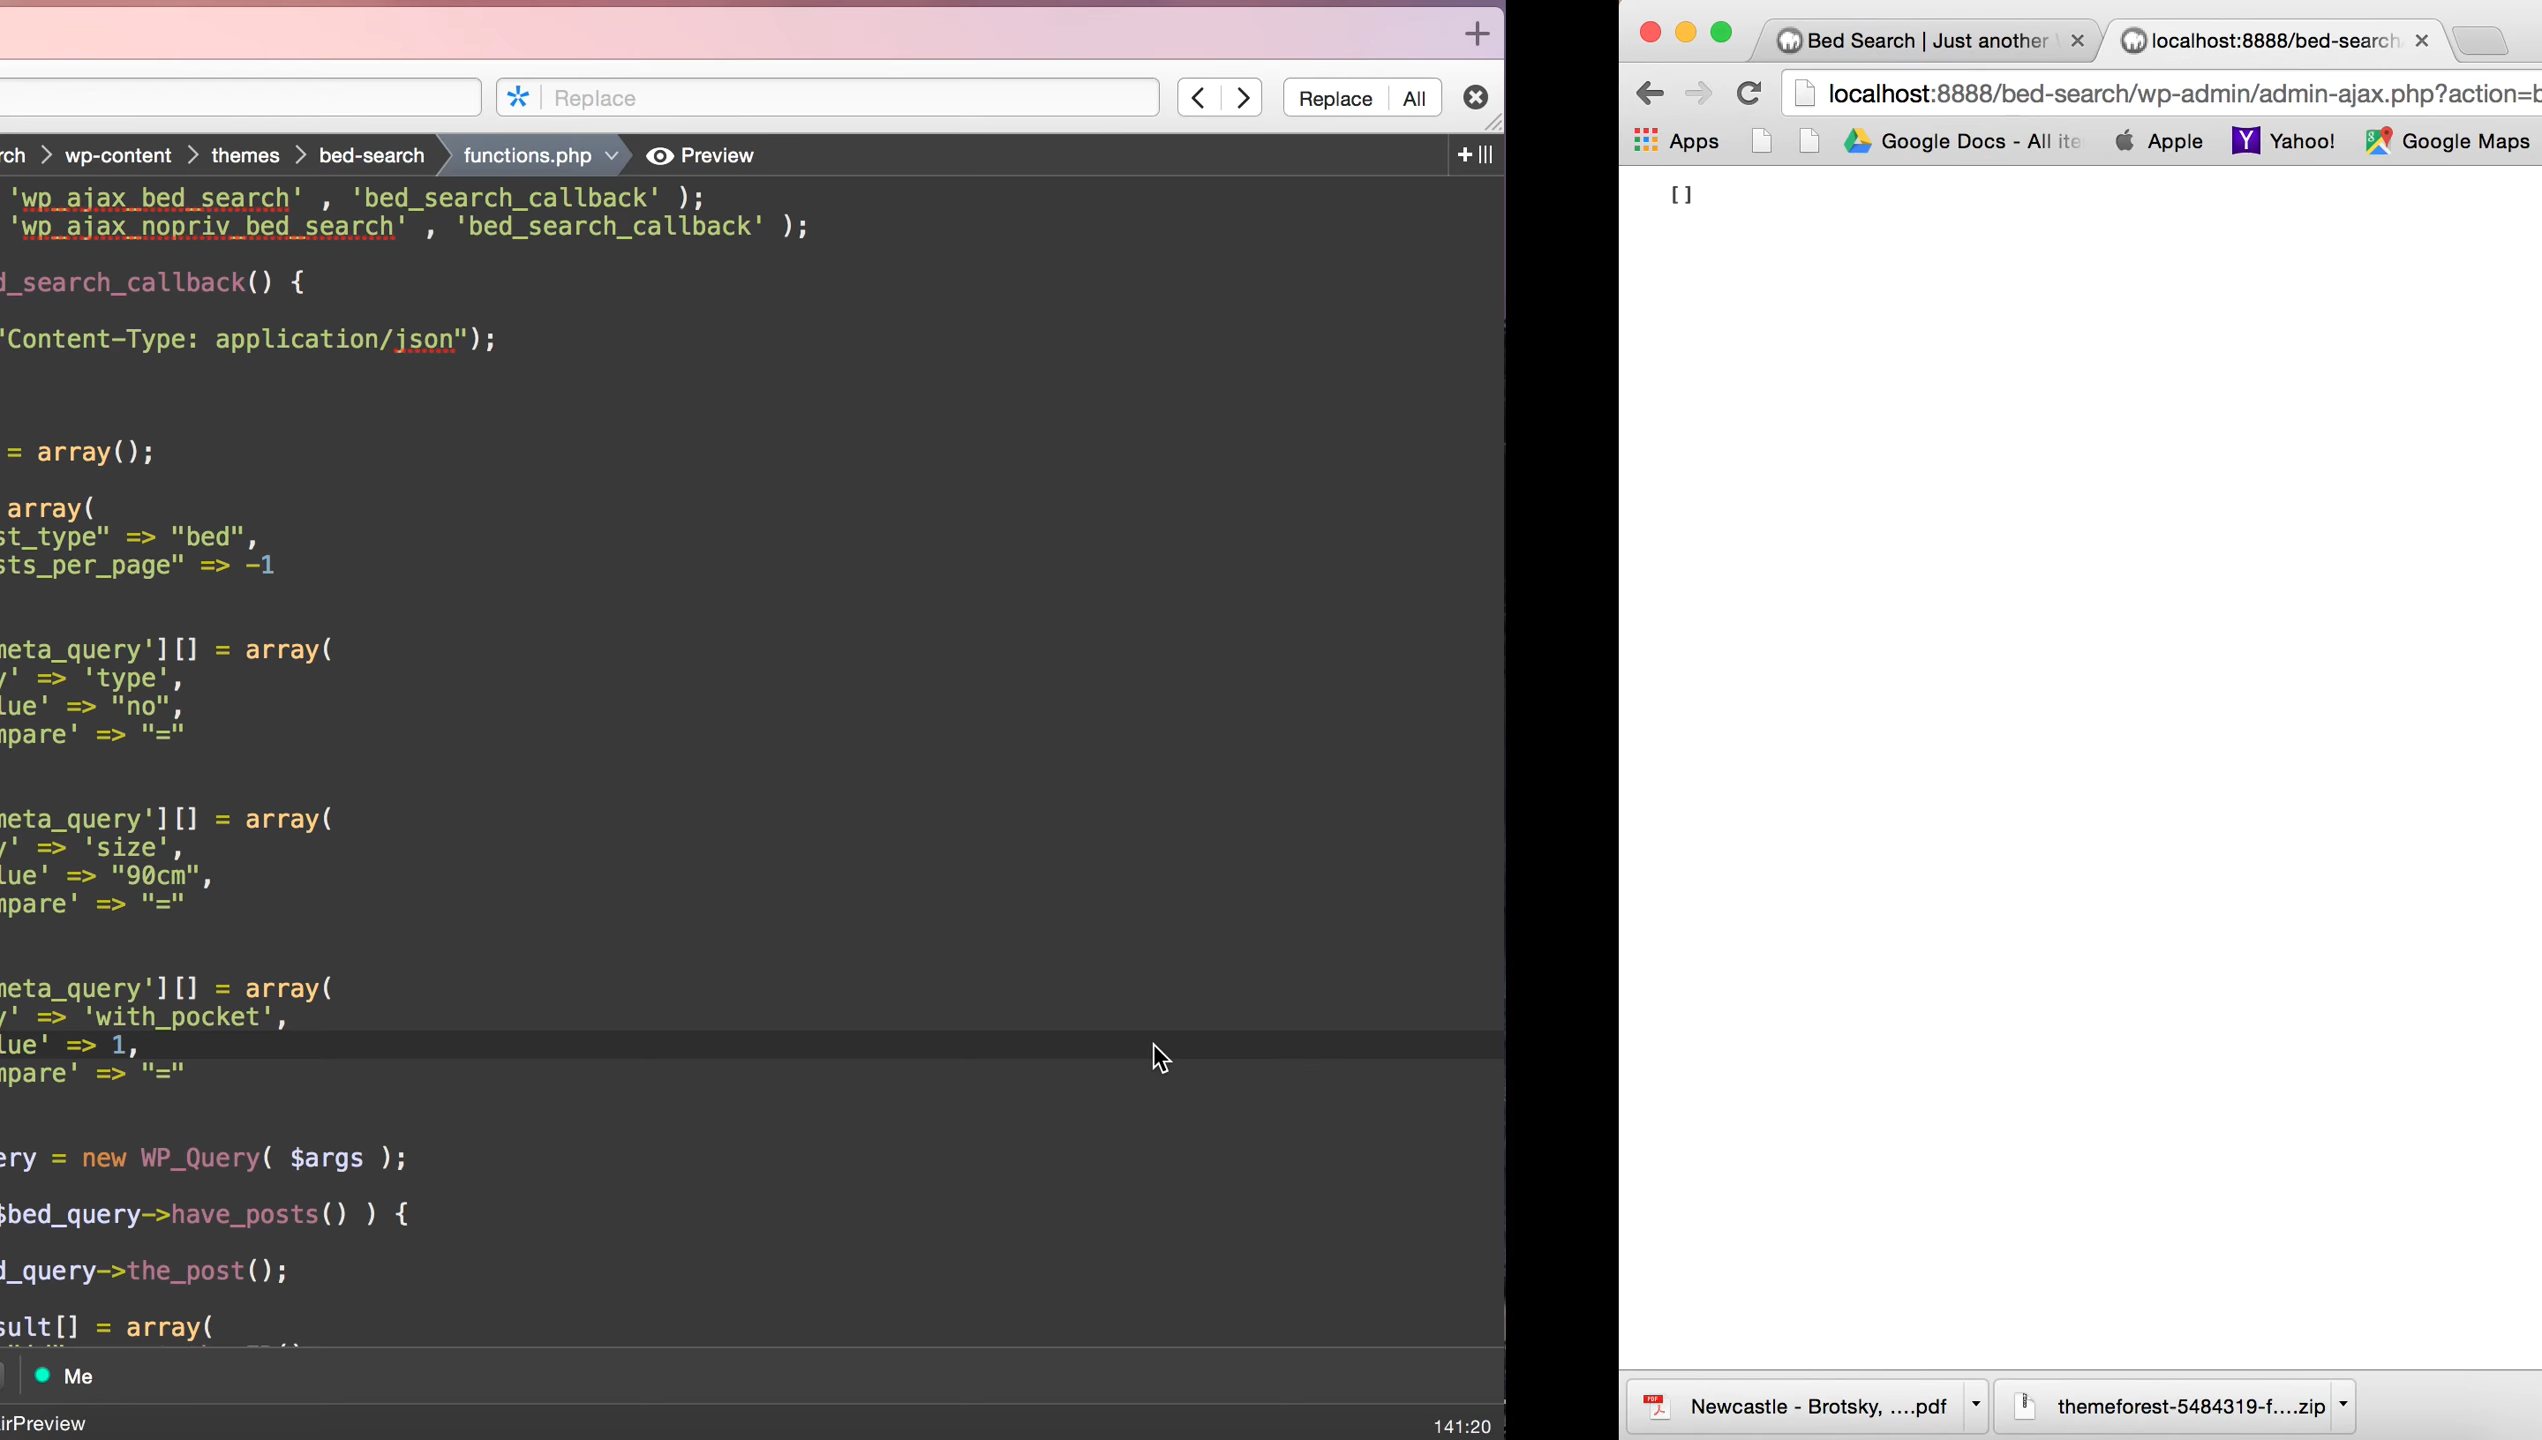 Replace
Replace
All
rch
wp-content
themes
bed-search
functions.php
Preview
'wp_ajax_bed_search' , 'bed_search_callback' );
'wp_ajax_nopriv_bed_search' , 'bed_search_callback' );
d_search_callback() {
"Content-Type: application/json");
= array();
array(
st_type" => "bed",
sts_per_page" => -1
meta_query'][] = array(
y' => 'type',
lue' => "no",
mpare' => "="
meta_query'][] = array(
y' => 'size',
lue' => "90cm",
mpare' => "="
meta_query'][] = array(
y' => 'with_pocket',
lue' => 1,
mpare' => "="
ery = new WP_Query( $args );
$bed_query->have_posts() ) {
d_query->the_post();
sult[] = array(
Me
irPreview
141:20
Bed Search | Just another
localhost:8888/bed-search
localhost:8888/bed-search/wp-admin/admin-ajax.php?action=b
Apps
Google Docs - All ite
Apple
Yahoo!
Google Maps
[]
Newcastle - Brotsky, ....pdf
themeforest-5484319-f....zip